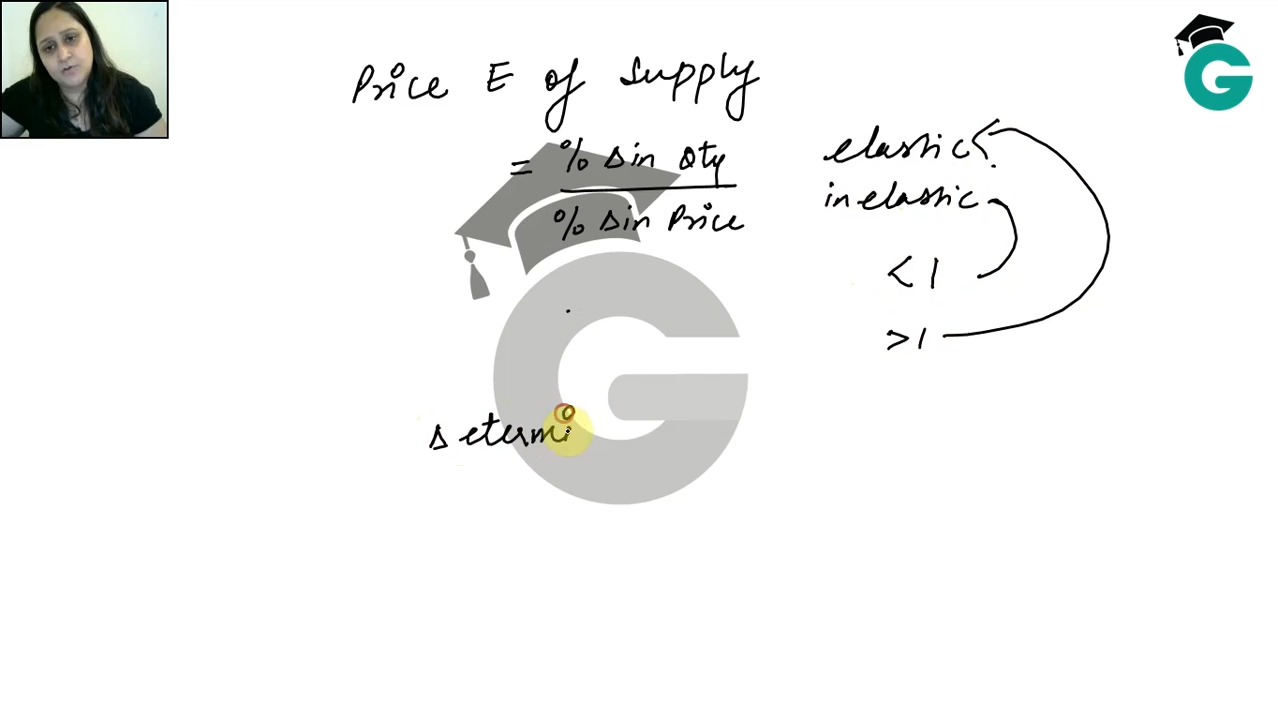 Price E of Supply
= % Δ in Qty
% Δ in Price
elastic
inelastic
< 1
> 1
determi
G